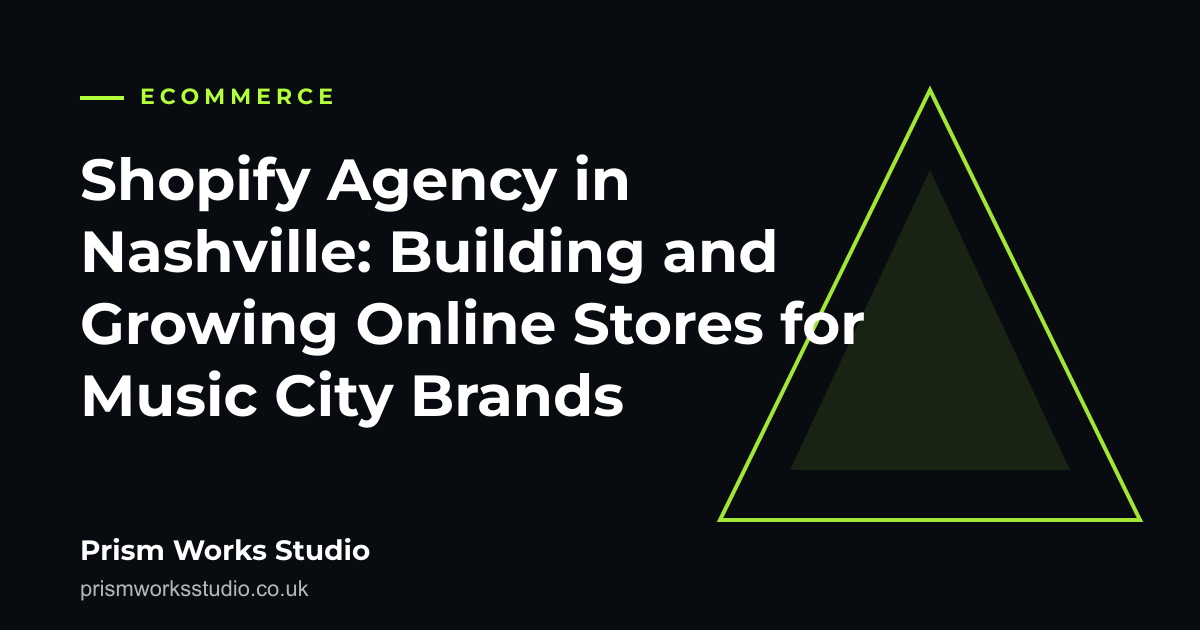 ECOMMERCE
Shopify Agency in
Nashville: Building and
Growing Online Stores for
Music City Brands
Prism Works Studio
prismworksstudio.co.uk